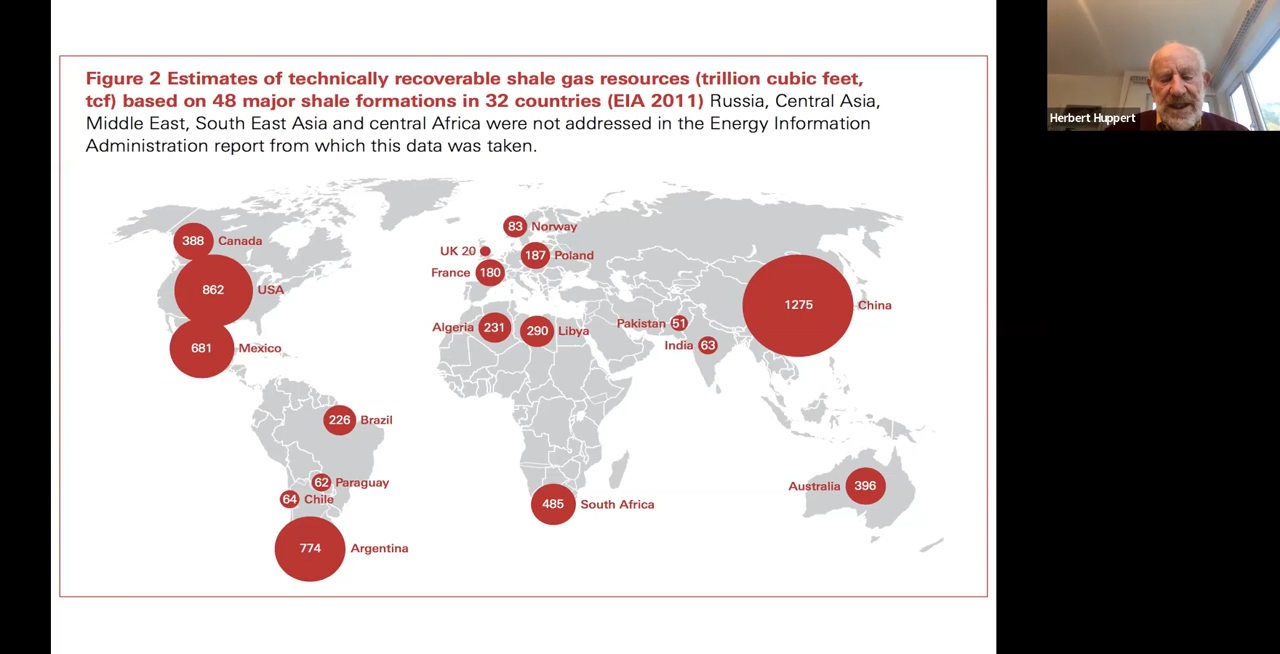 Figure 2 Estimates of technically recoverable shale gas resources (trillion cubic feet,
tcf) based on 48 major shale formations in 32 countries (EIA 2011) Russia, Central Asia,
Middle East, South East Asia and central Africa were not addressed in the Energy Information
Administration report from which this data was taken.
Herbert Huppert
83 Norway
388 Canada
UK 20
187 Poland
France 180
862 USA
1275 China
Algeria 231
290 Libya
Pakistan 51
India 63
681 Mexico
226 Brazil
62 Paraguay
64 Chile
Australia 396
485 South Africa
774 Argentina